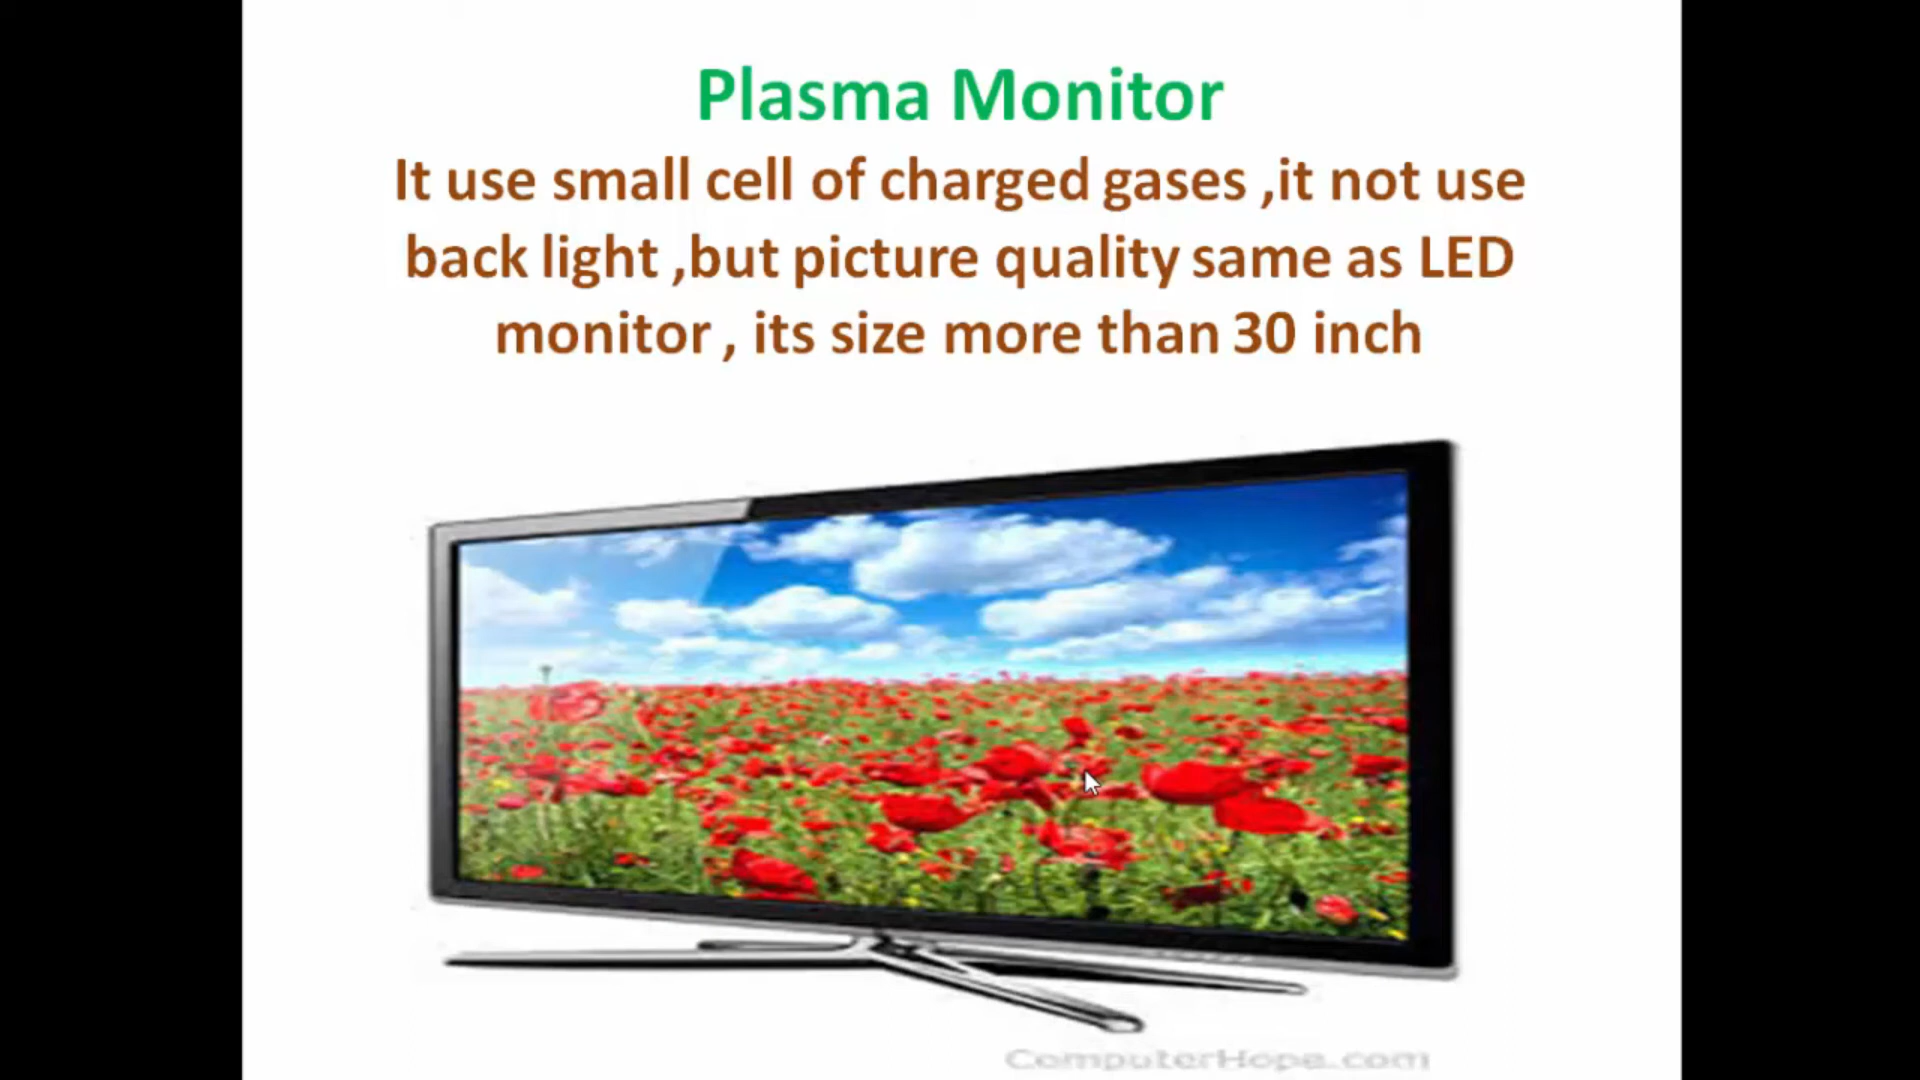 Plasma Monitor
It use small cell of charged gases ,it not use
back light ,but picture quality same as LED
monitor , its size more than 30 inch
ComputerHope.com